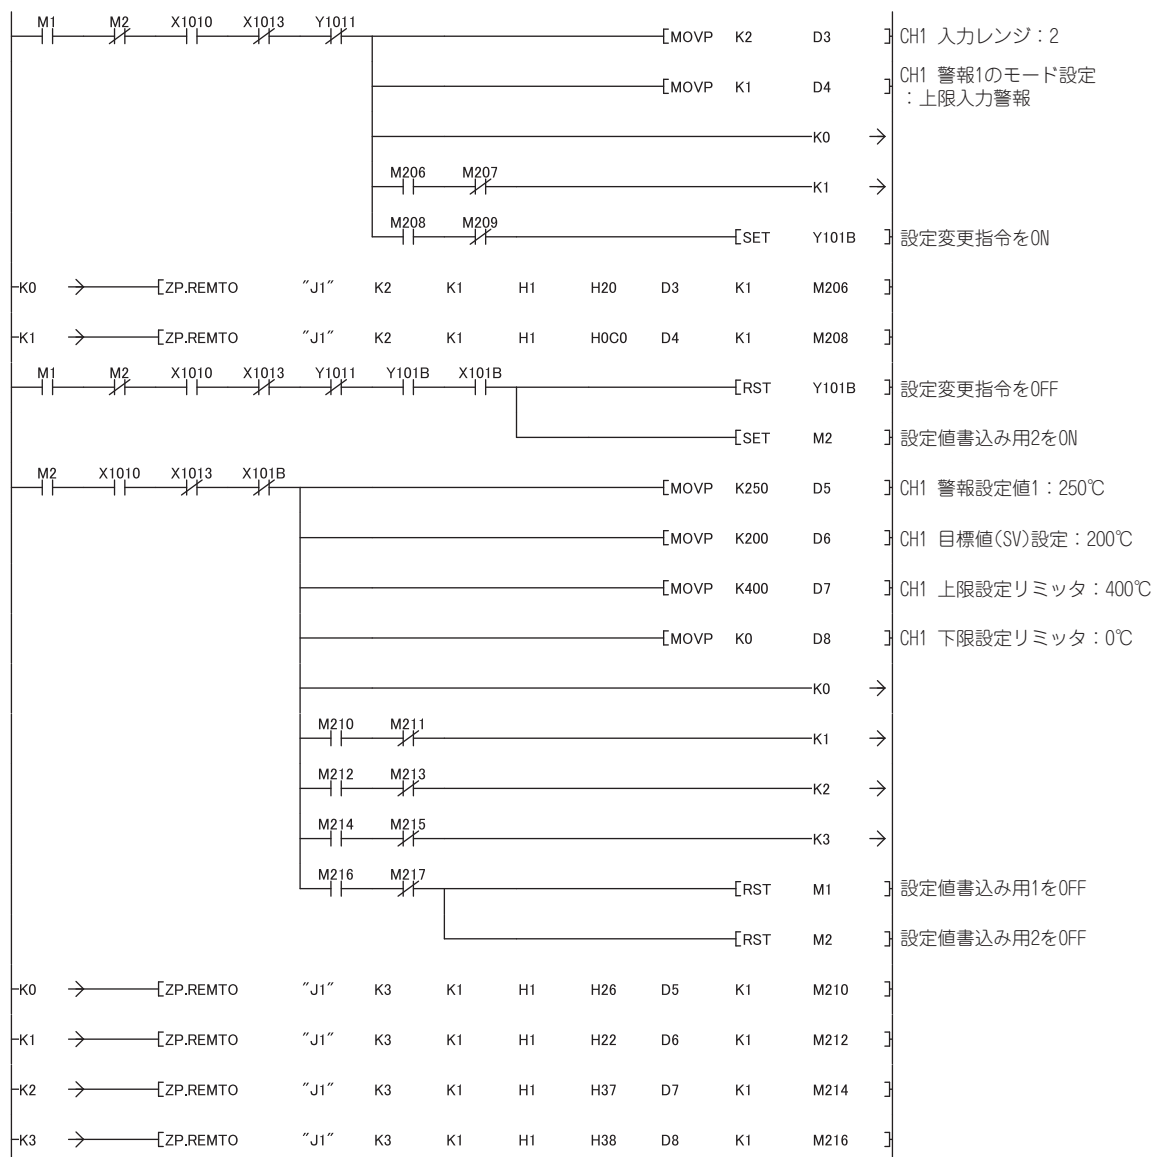 M1 M2 X1010 X1013 Y1011
[MOVP K2 D3 ] CH1 入力レンジ：2
[MOVP K1 D4 ] CH1 警報1のモード設定
：上限入力警報
K0
M206 M207
K1
M208 M209
[SET Y101B ] 設定変更指令をON
K0 [ZP.REMTO "J1" K2 K1 H1 H20 D3 K1 M206 ]
K1 [ZP.REMTO "J1" K2 K1 H1 H0C0 D4 K1 M208 ]
M1 M2 X1010 X1013 Y1011 Y101B X101B
[RST Y101B ] 設定変更指令をOFF
[SET M2 ] 設定値書込み用2をON
M2 X1010 X1013 X101B
[MOVP K250 D5 ] CH1 警報設定値1：250℃
[MOVP K200 D6 ] CH1 目標値(SV)設定：200℃
[MOVP K400 D7 ] CH1 上限設定リミッタ：400℃
[MOVP K0 D8 ] CH1 下限設定リミッタ：0℃
K0
M210 M211
K1
M212 M213
K2
M214 M215
K3
M216 M217
[RST M1 ] 設定値書込み用1をOFF
[RST M2 ] 設定値書込み用2をOFF
K0 [ZP.REMTO "J1" K3 K1 H1 H26 D5 K1 M210 ]
K1 [ZP.REMTO "J1" K3 K1 H1 H22 D6 K1 M212 ]
K2 [ZP.REMTO "J1" K3 K1 H1 H37 D7 K1 M214 ]
K3 [ZP.REMTO "J1" K3 K1 H1 H38 D8 K1 M216 ]